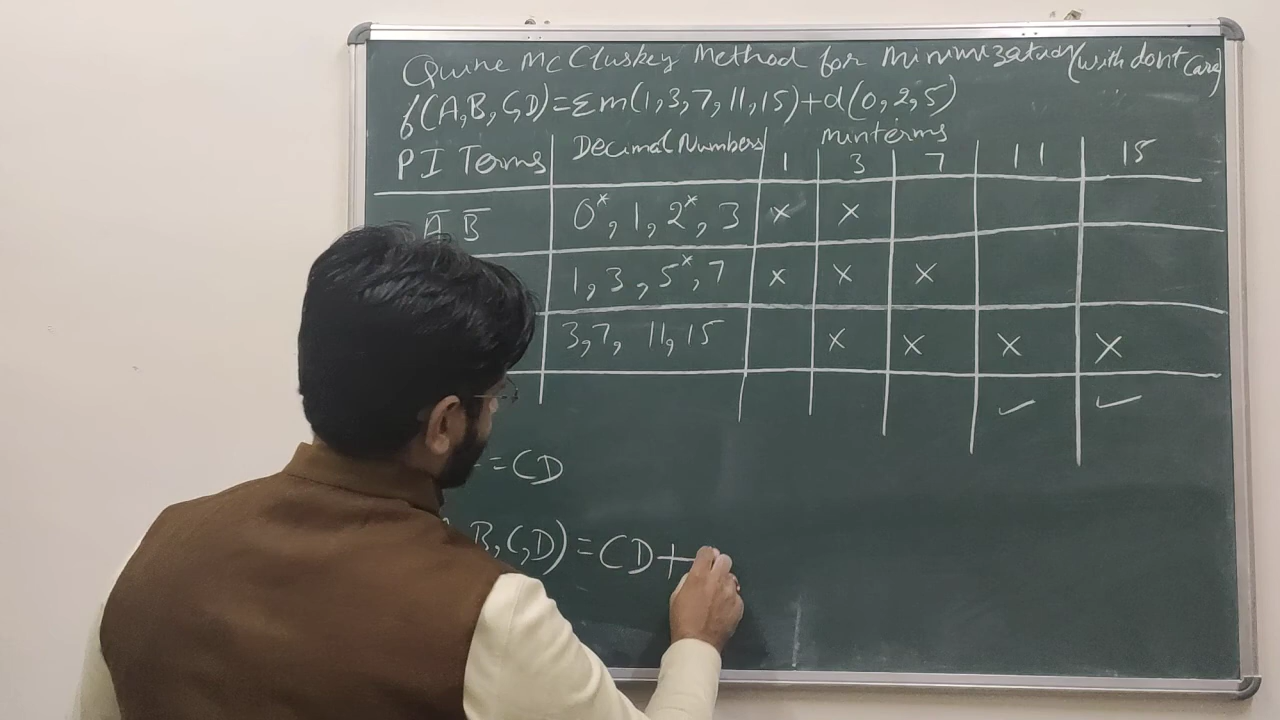 Quine McCluskey Method for Minimization (with dont Care)
f(A,B,C,D)=Σm(1,3,7,11,15)+d(0,2,5)
PI Terms Decimal Numbers minterms
1 3 7 11 15
A̅ B̅ 0*,1,2*,3 × ×
1,3,5*,7 × × ×
3,7,11,15 × × × ×
✓ ✓
=CD
B,C,D)=CD+